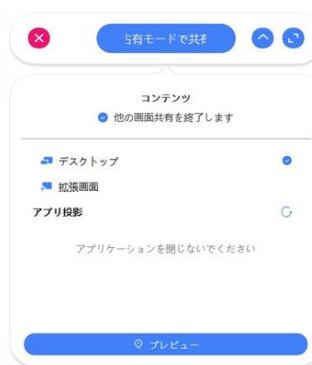 占有モードで共有
コンテンツ
他の画面共有を終了します
デスクトップ
拡張画面
アプリ投影
アプリケーションを閉じないでください
プレビュー